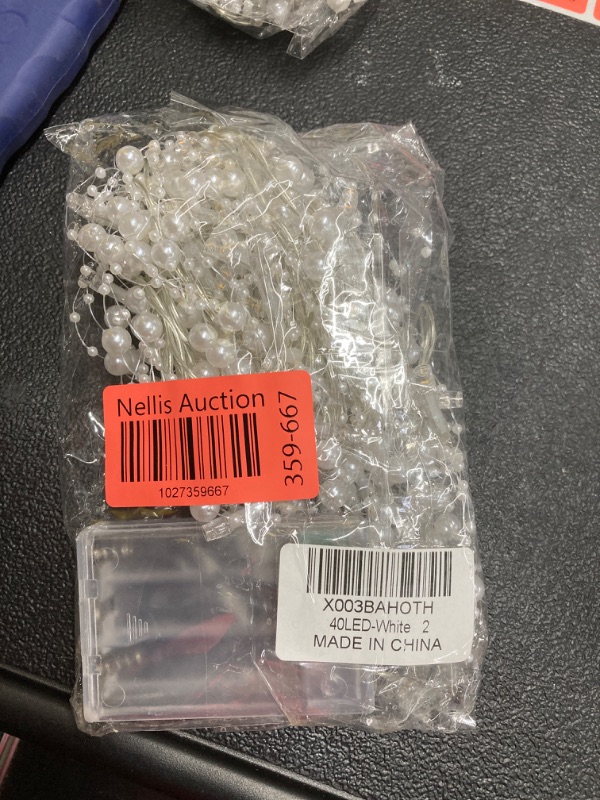 Nellis Auction
359-667
1027359667
X003BAHOTH
40LED-White 2
MADE IN CHINA